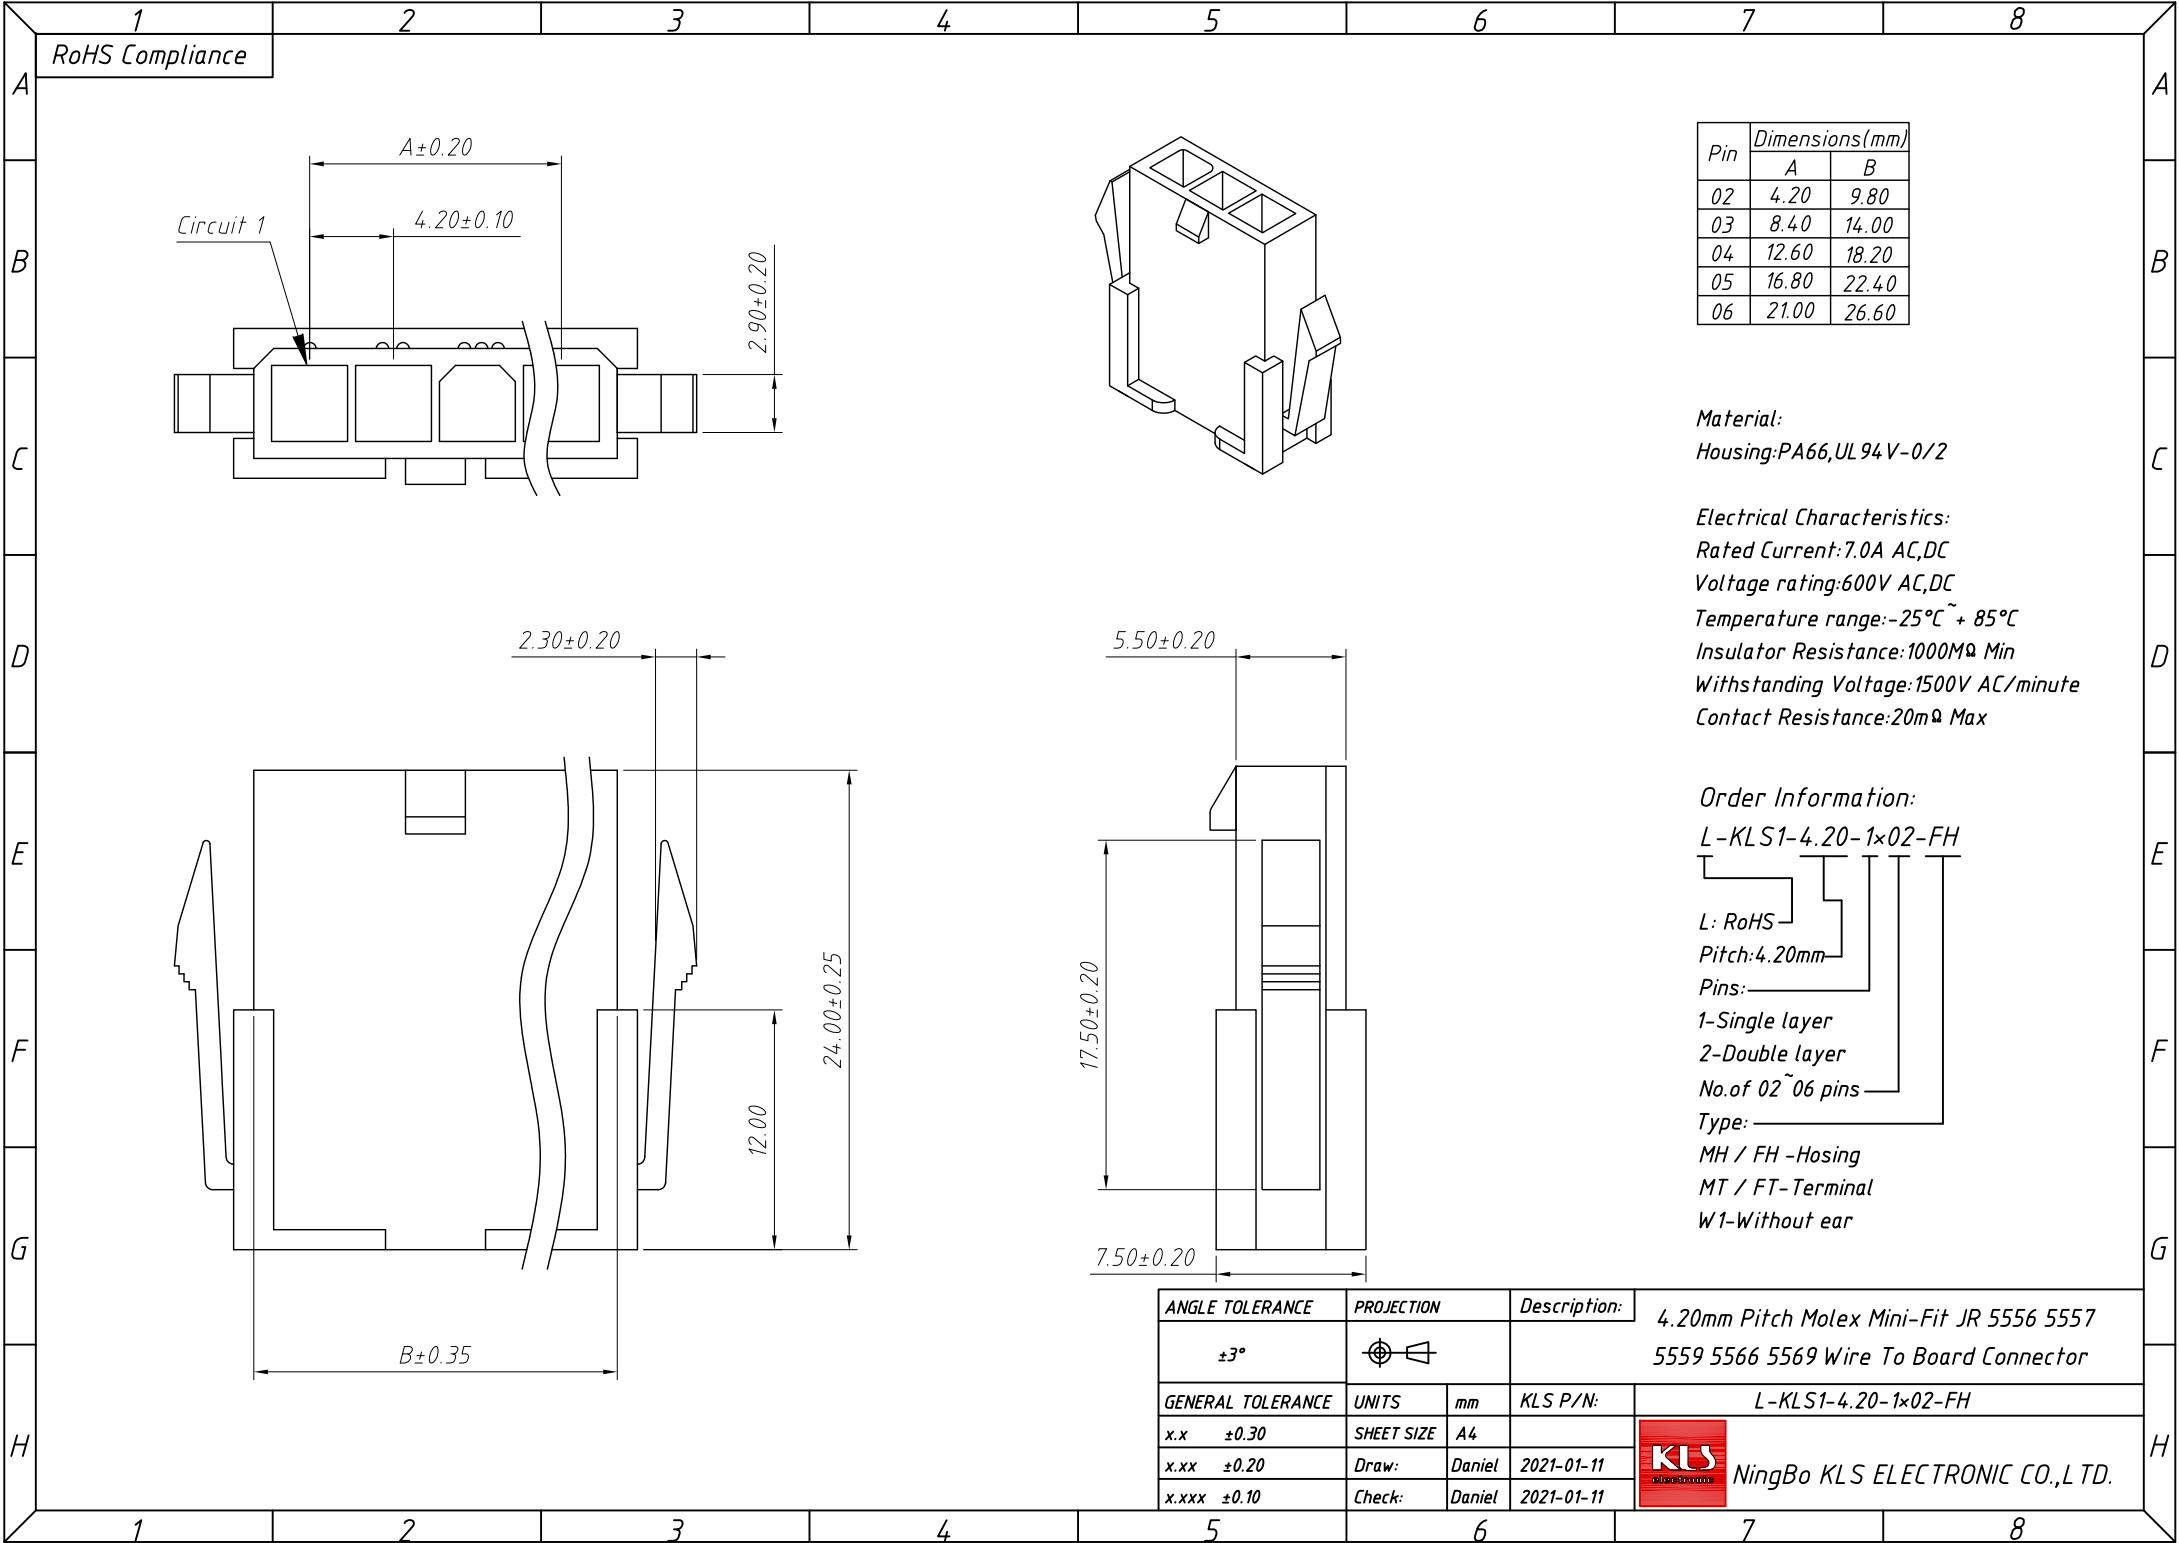 1 2 3 4 5 6 7 8
RoHS Compliance
A A
B B
C C
D D
E E
F F
G G
H H
A±0.20
4.20±0.10
Circuit 1
2.90±0.20
Pin Dimensions(mm)
A B
02 4.20 9.80
03 8.40 14.00
04 12.60 18.20
05 16.80 22.40
06 21.00 26.60
Material:
Housing:PA66,UL94V-0/2
Electrical Characteristics:
Rated Current:7.0A AC,DC
Voltage rating:600V AC,DC
Temperature range:-25°C~+ 85°C
Insulator Resistance:1000MΩ Min
Withstanding Voltage:1500V AC/minute
Contact Resistance:20mΩ Max
2.30±0.20
24.00±0.25
12.00
B±0.35
5.50±0.20
17.50±0.20
7.50±0.20
Order Information:
L-KLS1-4.20-1×02-FH
L: RoHS
Pitch:4.20mm
Pins:
1-Single layer
2-Double layer
No.of 02~06 pins
Type:
MH / FH -Hosing
MT / FT-Terminal
W1-Without ear
ANGLE TOLERANCE PROJECTION Description: 4.20mm Pitch Molex Mini-Fit JR 5556 5557
±3° 5559 5566 5569 Wire To Board Connector
GENERAL TOLERANCE UNITS mm KLS P/N: L-KLS1-4.20-1×02-FH
x.x ±0.30 SHEET SIZE A4
x.xx ±0.20 Draw: Daniel 2021-01-11
x.xxx ±0.10 Check: Daniel 2021-01-11
KLS
electronic
NingBo KLS ELECTRONIC CO.,LTD.
1 2 3 4 5 6 7 8